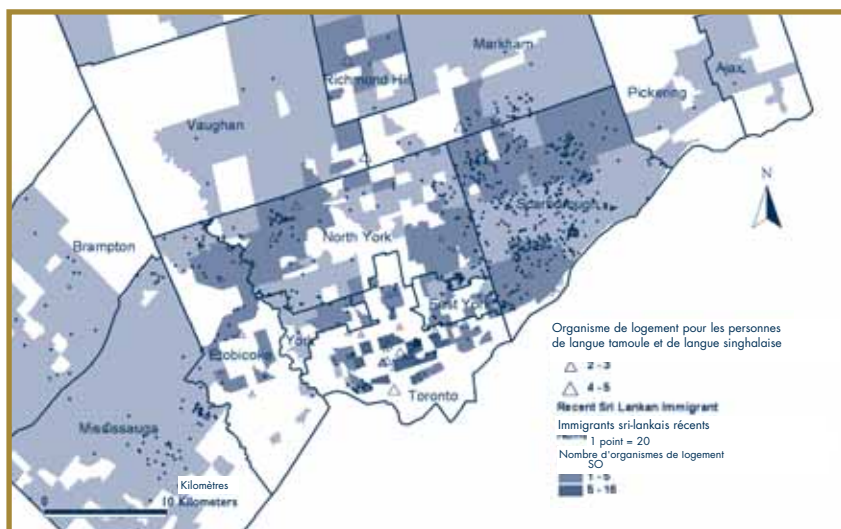 Markham
Richmond Hill
Ajax
Pickering
Vaughan
N
Scarborough
Brampton
North York
East York
York
Etobicoke
Toronto
Mississauga
Organisme de logement pour les personnes
de langue tamoule et de langue singhalaise
2 - 3
4 - 5
Recent Sri Lankan Immigrant
Immigrants sri-lankais récents
1 point = 20
Nombre d'organismes de logement
SO
1 - 5
6 - 16
Kilomètres
0 10 Kilometers